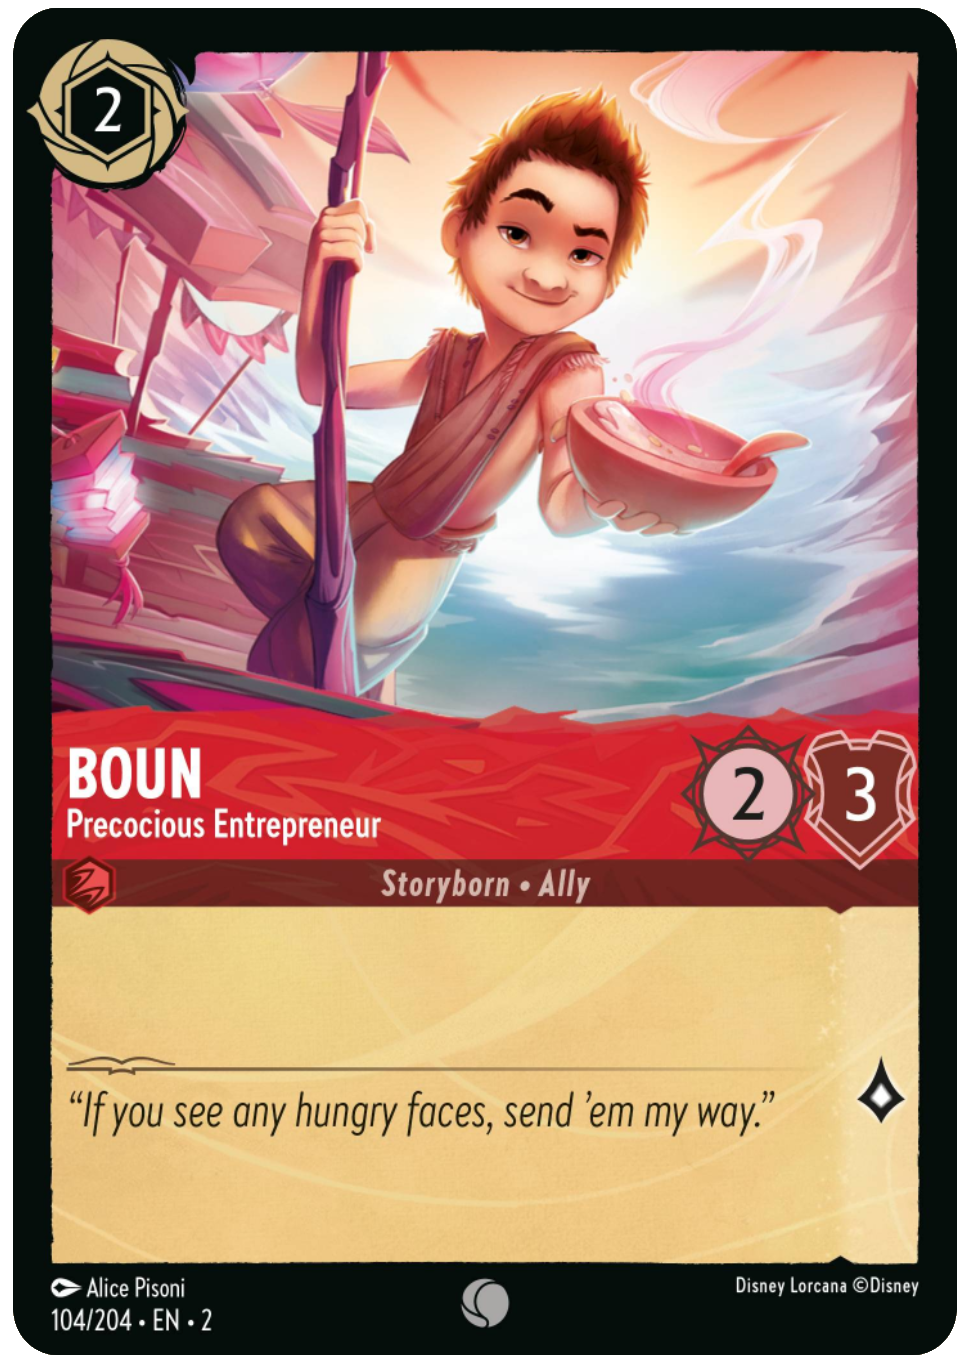 2
BOUN
Precocious Entrepreneur
2
3
Storyborn • Ally
“If you see any hungry faces, send ’em my way.”
Alice Pisoni
104/204 • EN • 2
Disney Lorcana ©Disney